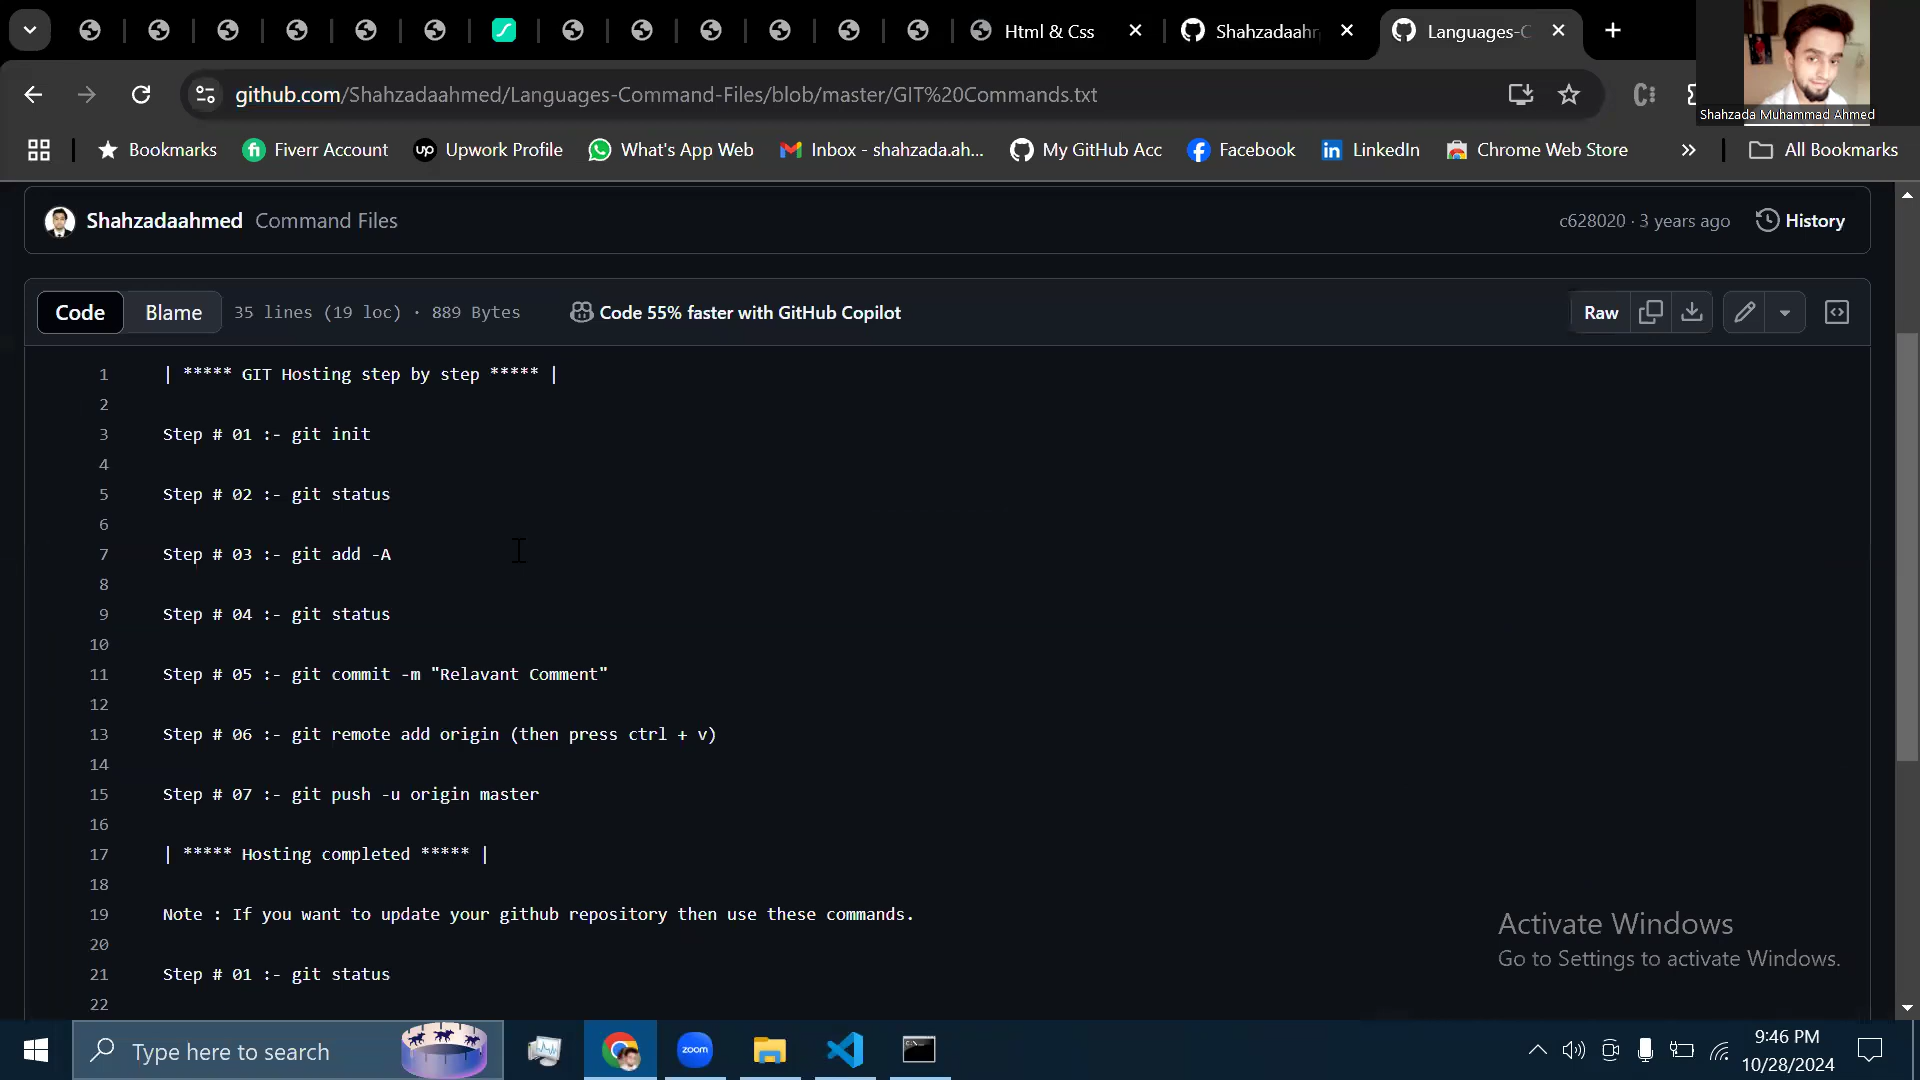 Html & Css
Shahzadaahr
Languages-C
github.com/Shahzadaahmed/Languages-Command-Files/blob/master/GIT%20Commands.txt
Shahzada Muhammad Ahmed
Bookmarks
Fiverr Account
up Upwork Profile
What's App Web
Inbox - shahzada.ah...
My GitHub Acc
Facebook
in LinkedIn
Chrome Web Store
All Bookmarks
Shahzadaahmed Command Files
c628020 · 3 years ago
History
Code
Blame
35 lines (19 loc) · 889 Bytes
Code 55% faster with GitHub Copilot
Raw
1 | ***** GIT Hosting step by step ***** |
2
3 Step # 01 :- git init
4
5 Step # 02 :- git status
6
7 Step # 03 :- git add -A
8
9 Step # 04 :- git status
10
11 Step # 05 :- git commit -m "Relavant Comment"
12
13 Step # 06 :- git remote add origin (then press ctrl + v)
14
15 Step # 07 :- git push -u origin master
16
17 | ***** Hosting completed ***** |
18
19 Note : If you want to update your github repository then use these commands.
20
21 Step # 01 :- git status
22
Activate Windows
Go to Settings to activate Windows.
Type here to search
zoom
9:46 PM
10/28/2024